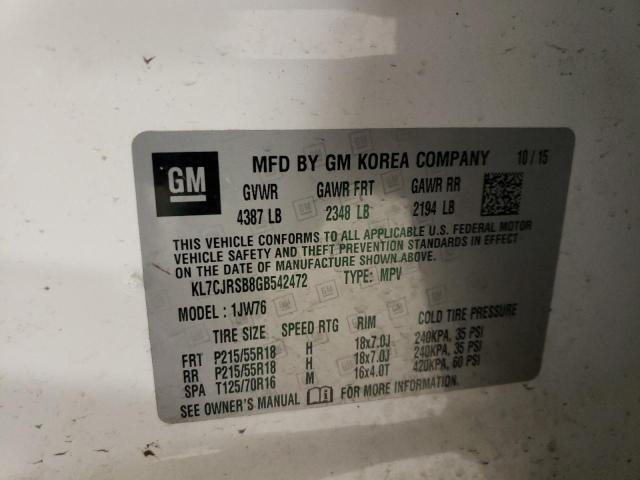 GM MFD BY GM KOREA COMPANY 10/15
GVWR GAWR FRT GAWR RR
4387 LB 2348 LB 2194 LB
THIS VEHICLE CONFORMS TO ALL APPLICABLE U.S. FEDERAL MOTOR
VEHICLE SAFETY AND THEFT PREVENTION STANDARDS IN EFFECT
ON THE DATE OF MANUFACTURE SHOWN ABOVE.
KL7CJRSB8GB542472 TYPE: MPV
MODEL : 1JW76
TIRE SIZE SPEED RTG RIM COLD TIRE PRESSURE
FRT P215/55R18 H 18x7.0J 240KPA, 35 PSI
RR P215/55R18 H 18x7.0J 240KPA, 35 PSI
SPA T125/70R16 M 16x4.0T 420KPA, 60 PSI
SEE OWNER'S MANUAL FOR MORE INFORMATION.